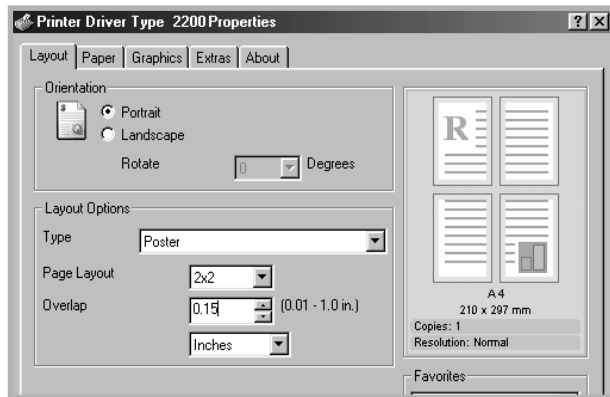 Printer Driver Type 2200 Properties
Layout Paper Graphics Extras About
Orientation
Portrait
Landscape
Rotate 0 Degrees
Layout Options
Type Poster
Page Layout 2x2
Overlap 0.15 (0.01 - 1.0 in.)
Inches
R
A4
210 x 297 mm
Copies: 1
Resolution: Normal
Favorites